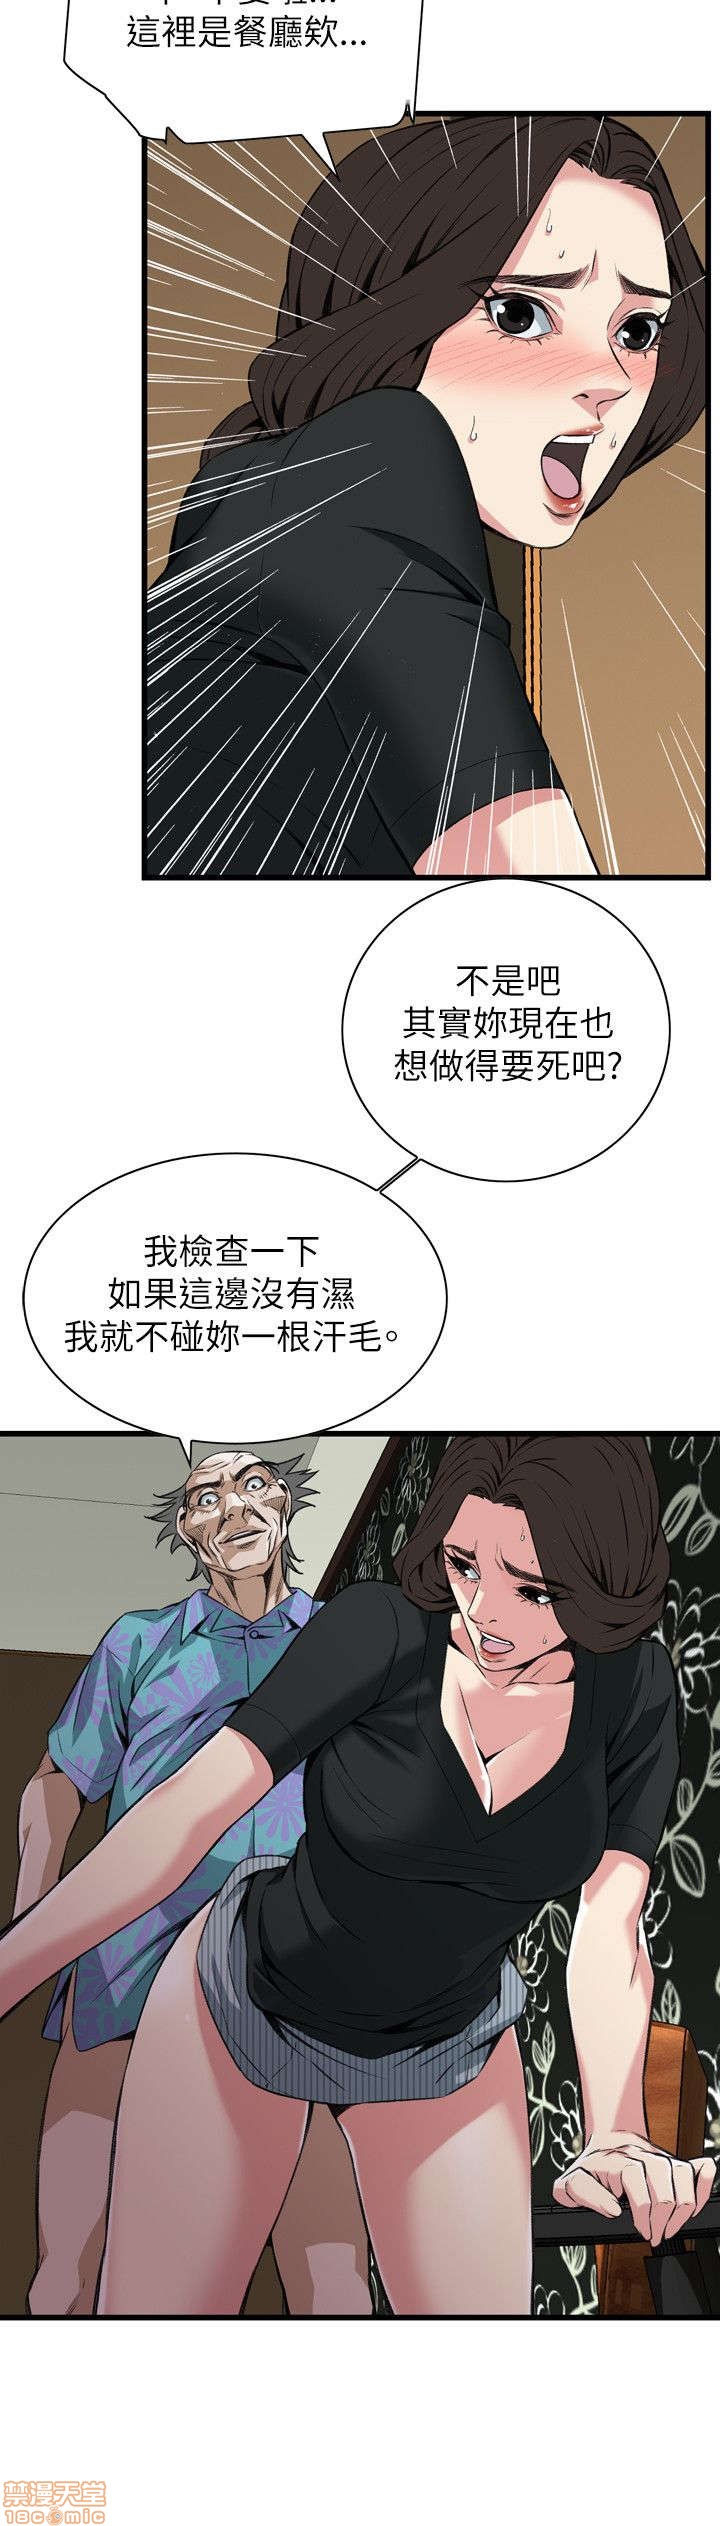 這裡是餐廳欸...
不是吧
其實妳現在也
想做得要死吧?
我檢查一下
如果這邊沒有濕
我就不碰妳一根汗毛。
禁漫天堂
18comic